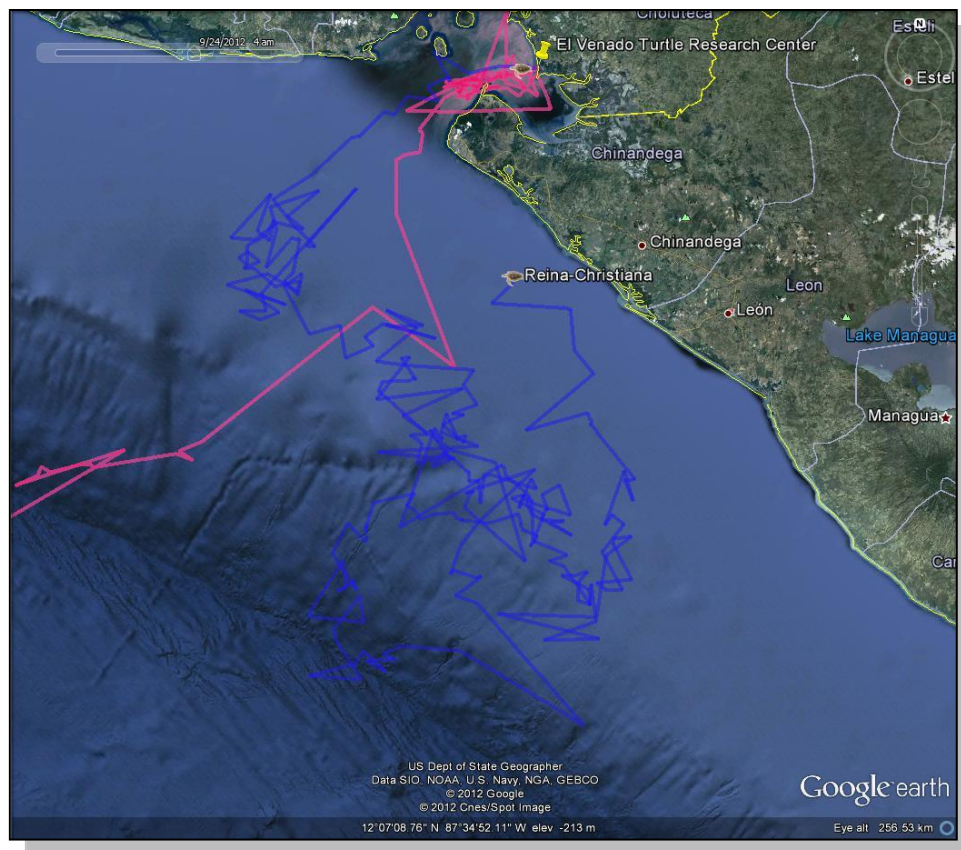 Choluteca
Esteli
N
9/24/2012 4 am
El Venado Turtle Research Center
Estel
Chinandega
Chinandega
Reina-Christiana
Leon
León
Lake Managua
Managua
Car
US Dept of State Geographer
Data SIO, NOAA, U.S. Navy, NGA, GEBCO
© 2012 Google
© 2012 Cnes/Spot Image
Google earth
12°07'08.76" N 87°34'52.11" W elev -213 m
Eye alt 256.53 km